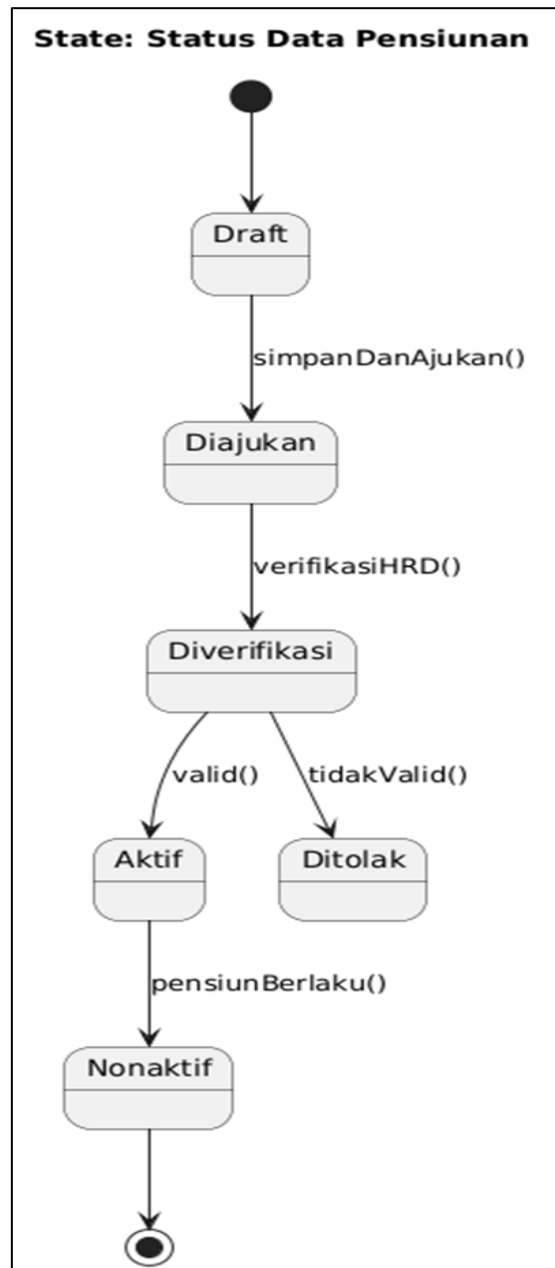 State: Status Data Pensiunan
Draft
simpanDanAjukan()
Diajukan
verifikasiHRD()
Diverifikasi
valid()
tidakValid()
Aktif
Ditolak
pensiunBerlaku()
Nonaktif